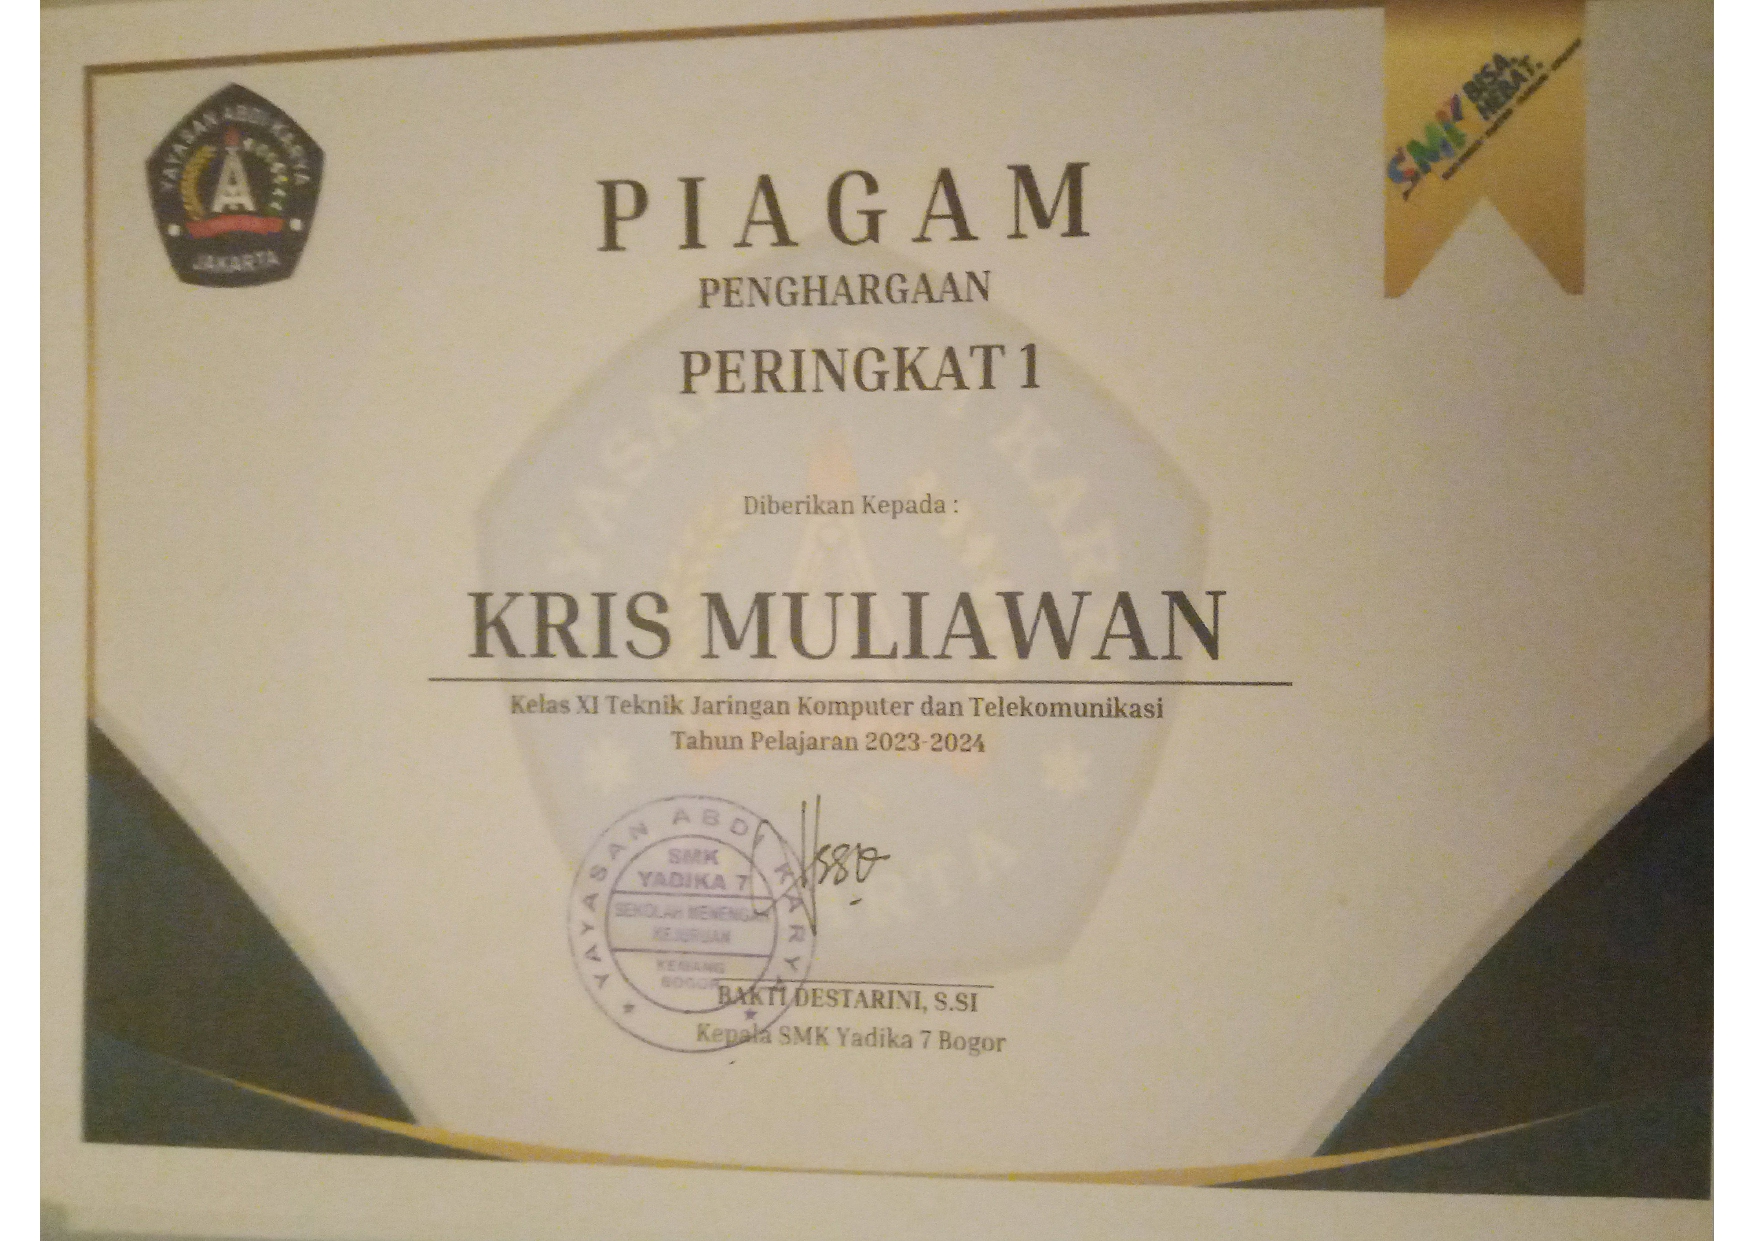 YAYASAN ABDI KARYA
JAKARTA
SMK BISA.
HEBAT.
PIAGAM
PENGHARGAAN
PERINGKAT 1
Diberikan Kepada :
KRIS MULIAWAN
Kelas XI Teknik Jaringan Komputer dan Telekomunikasi
Tahun Pelajaran 2023-2024
YAYASAN ABDI KARYA
SMK
YADIKA 7
SEKOLAH MENENGAH
KEJURUAN
KEMANG
BOGOR
BAKTI DESTARINI, S.SI
Kepala SMK Yadika 7 Bogor